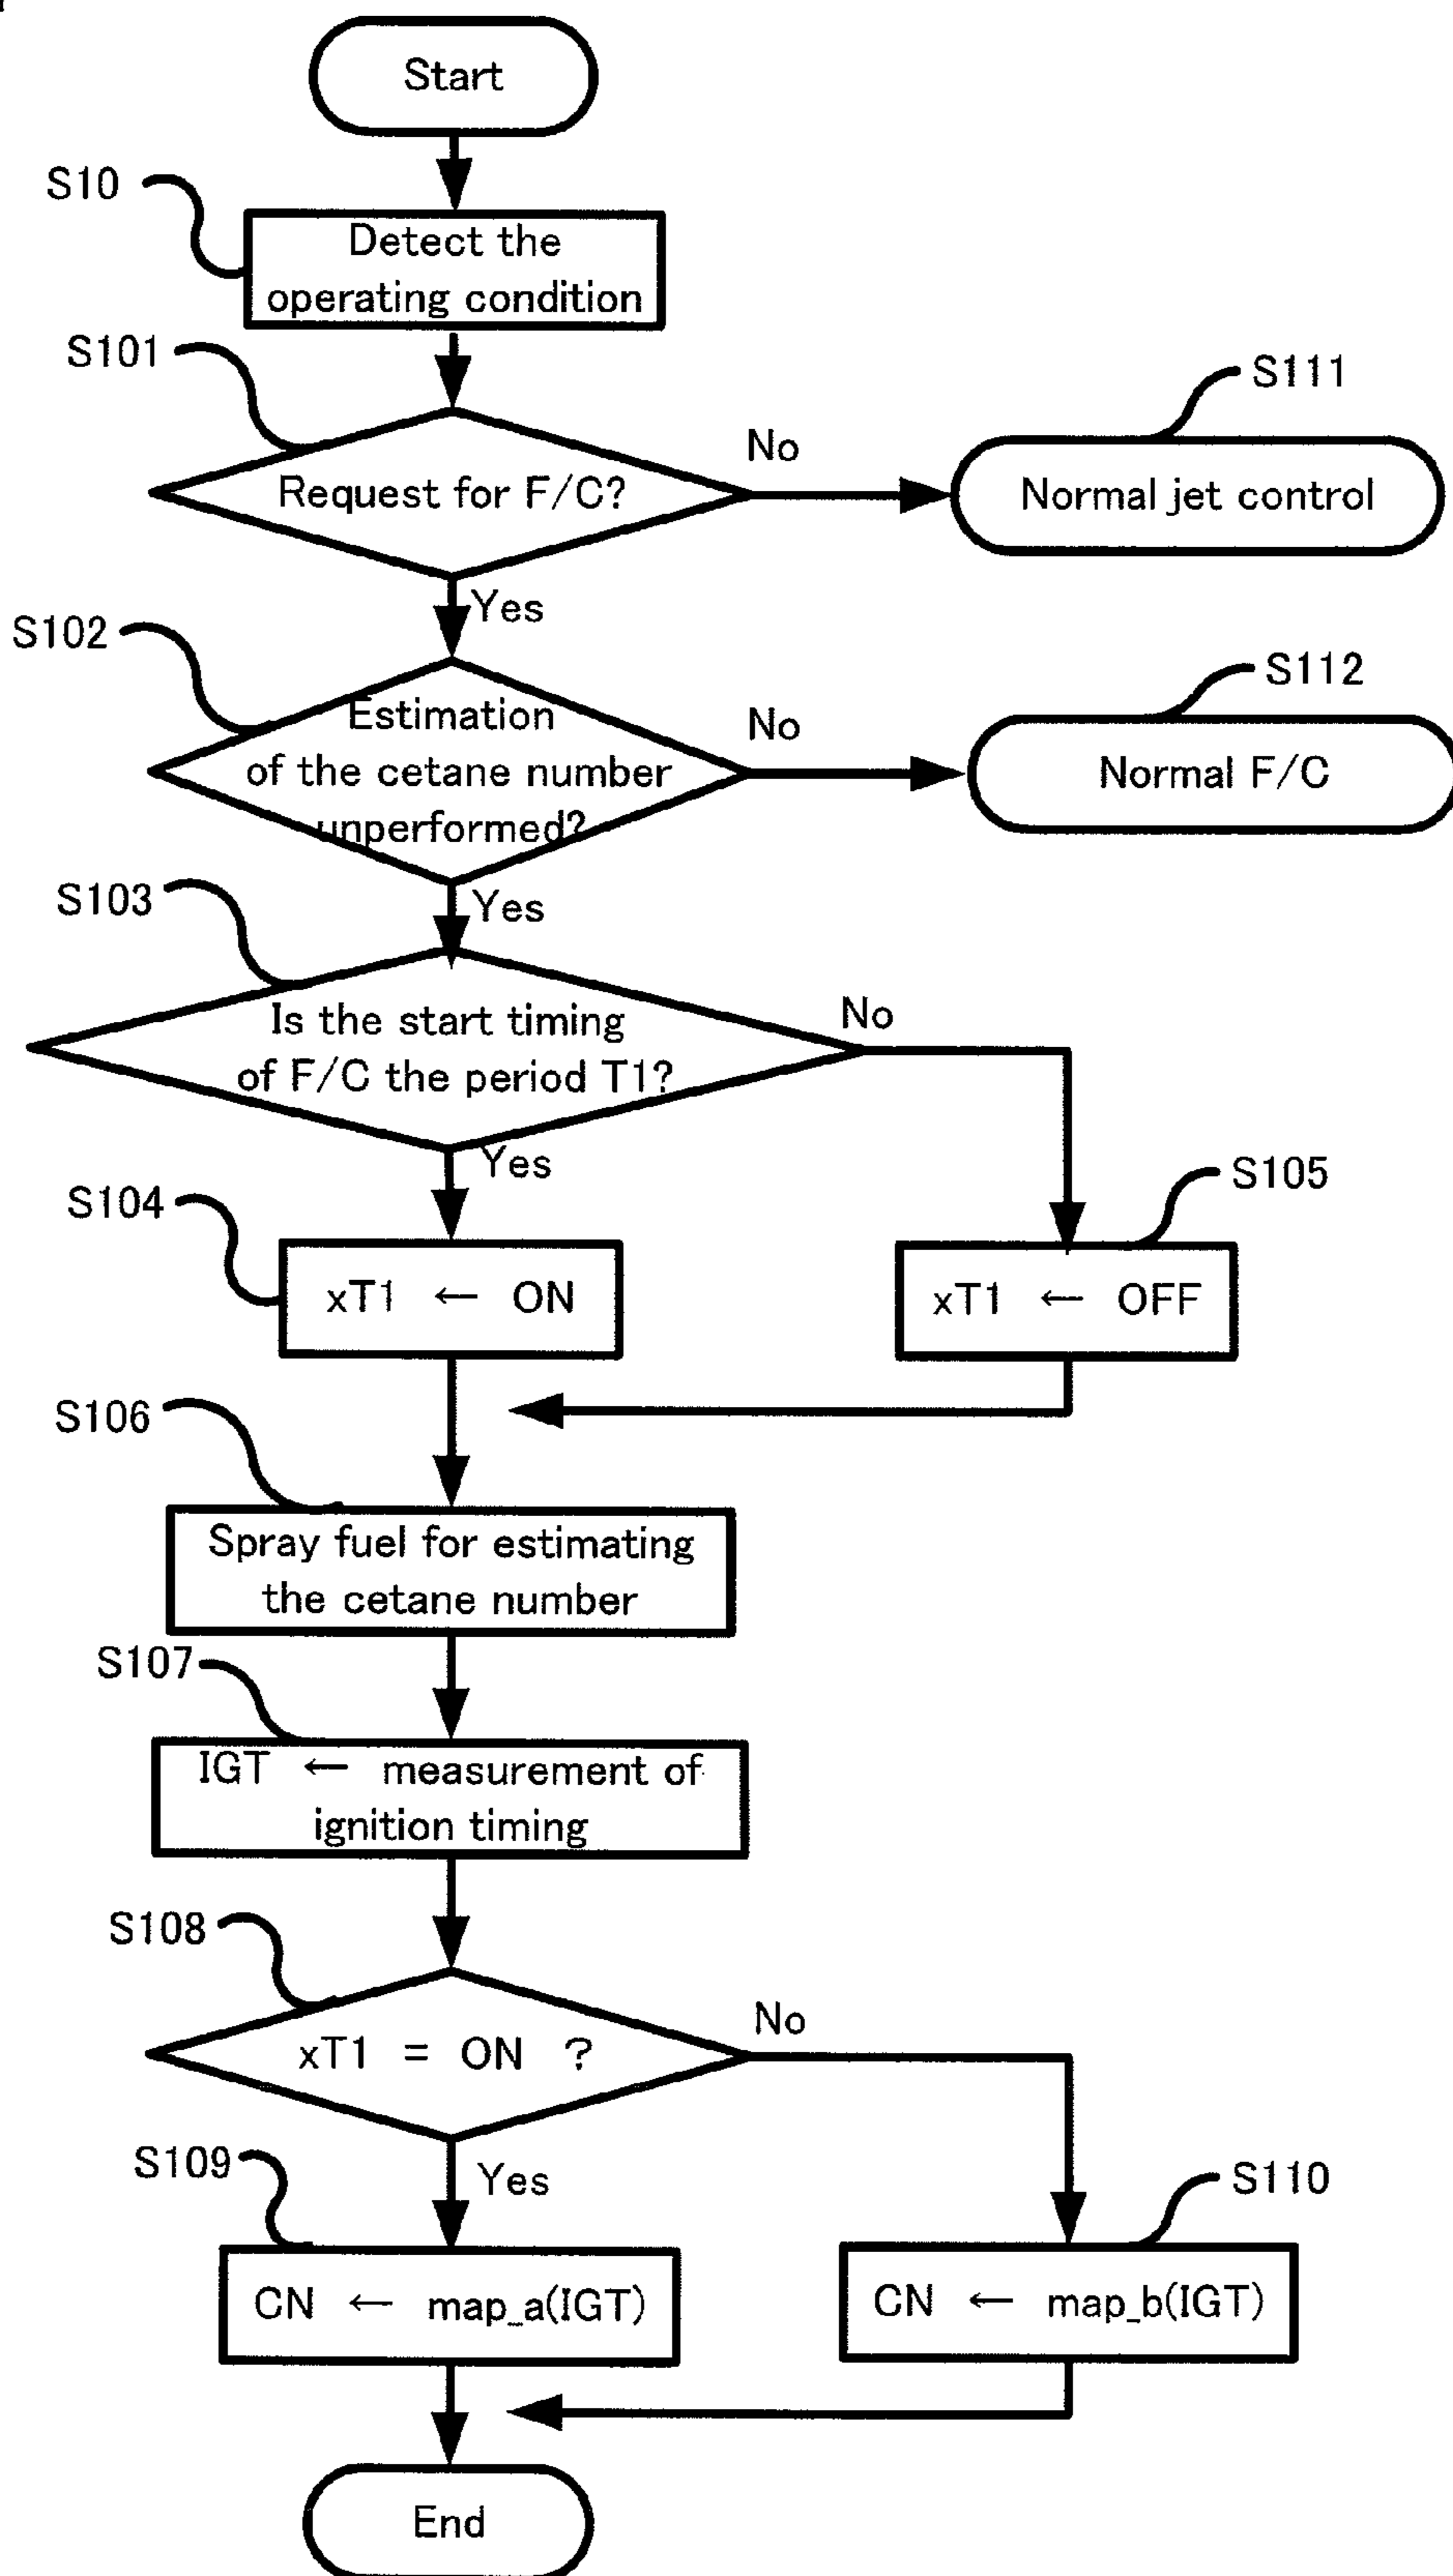 Start
S10
Detect the
operating condition
S101
Request for F/C?
No
S111
Normal jet control
Yes
S102
Estimation
of the cetane number
unperformed?
No
S112
Normal F/C
Yes
S103
Is the start timing
of F/C the period T1?
No
Yes
S104
xT1 ← ON
S105
xT1 ← OFF
S106
Spray fuel for estimating
the cetane number
S107
IGT ← measurement of
ignition timing
S108
xT1 = ON ?
No
Yes
S109
CN ← map_a(IGT)
S110
CN ← map_b(IGT)
End